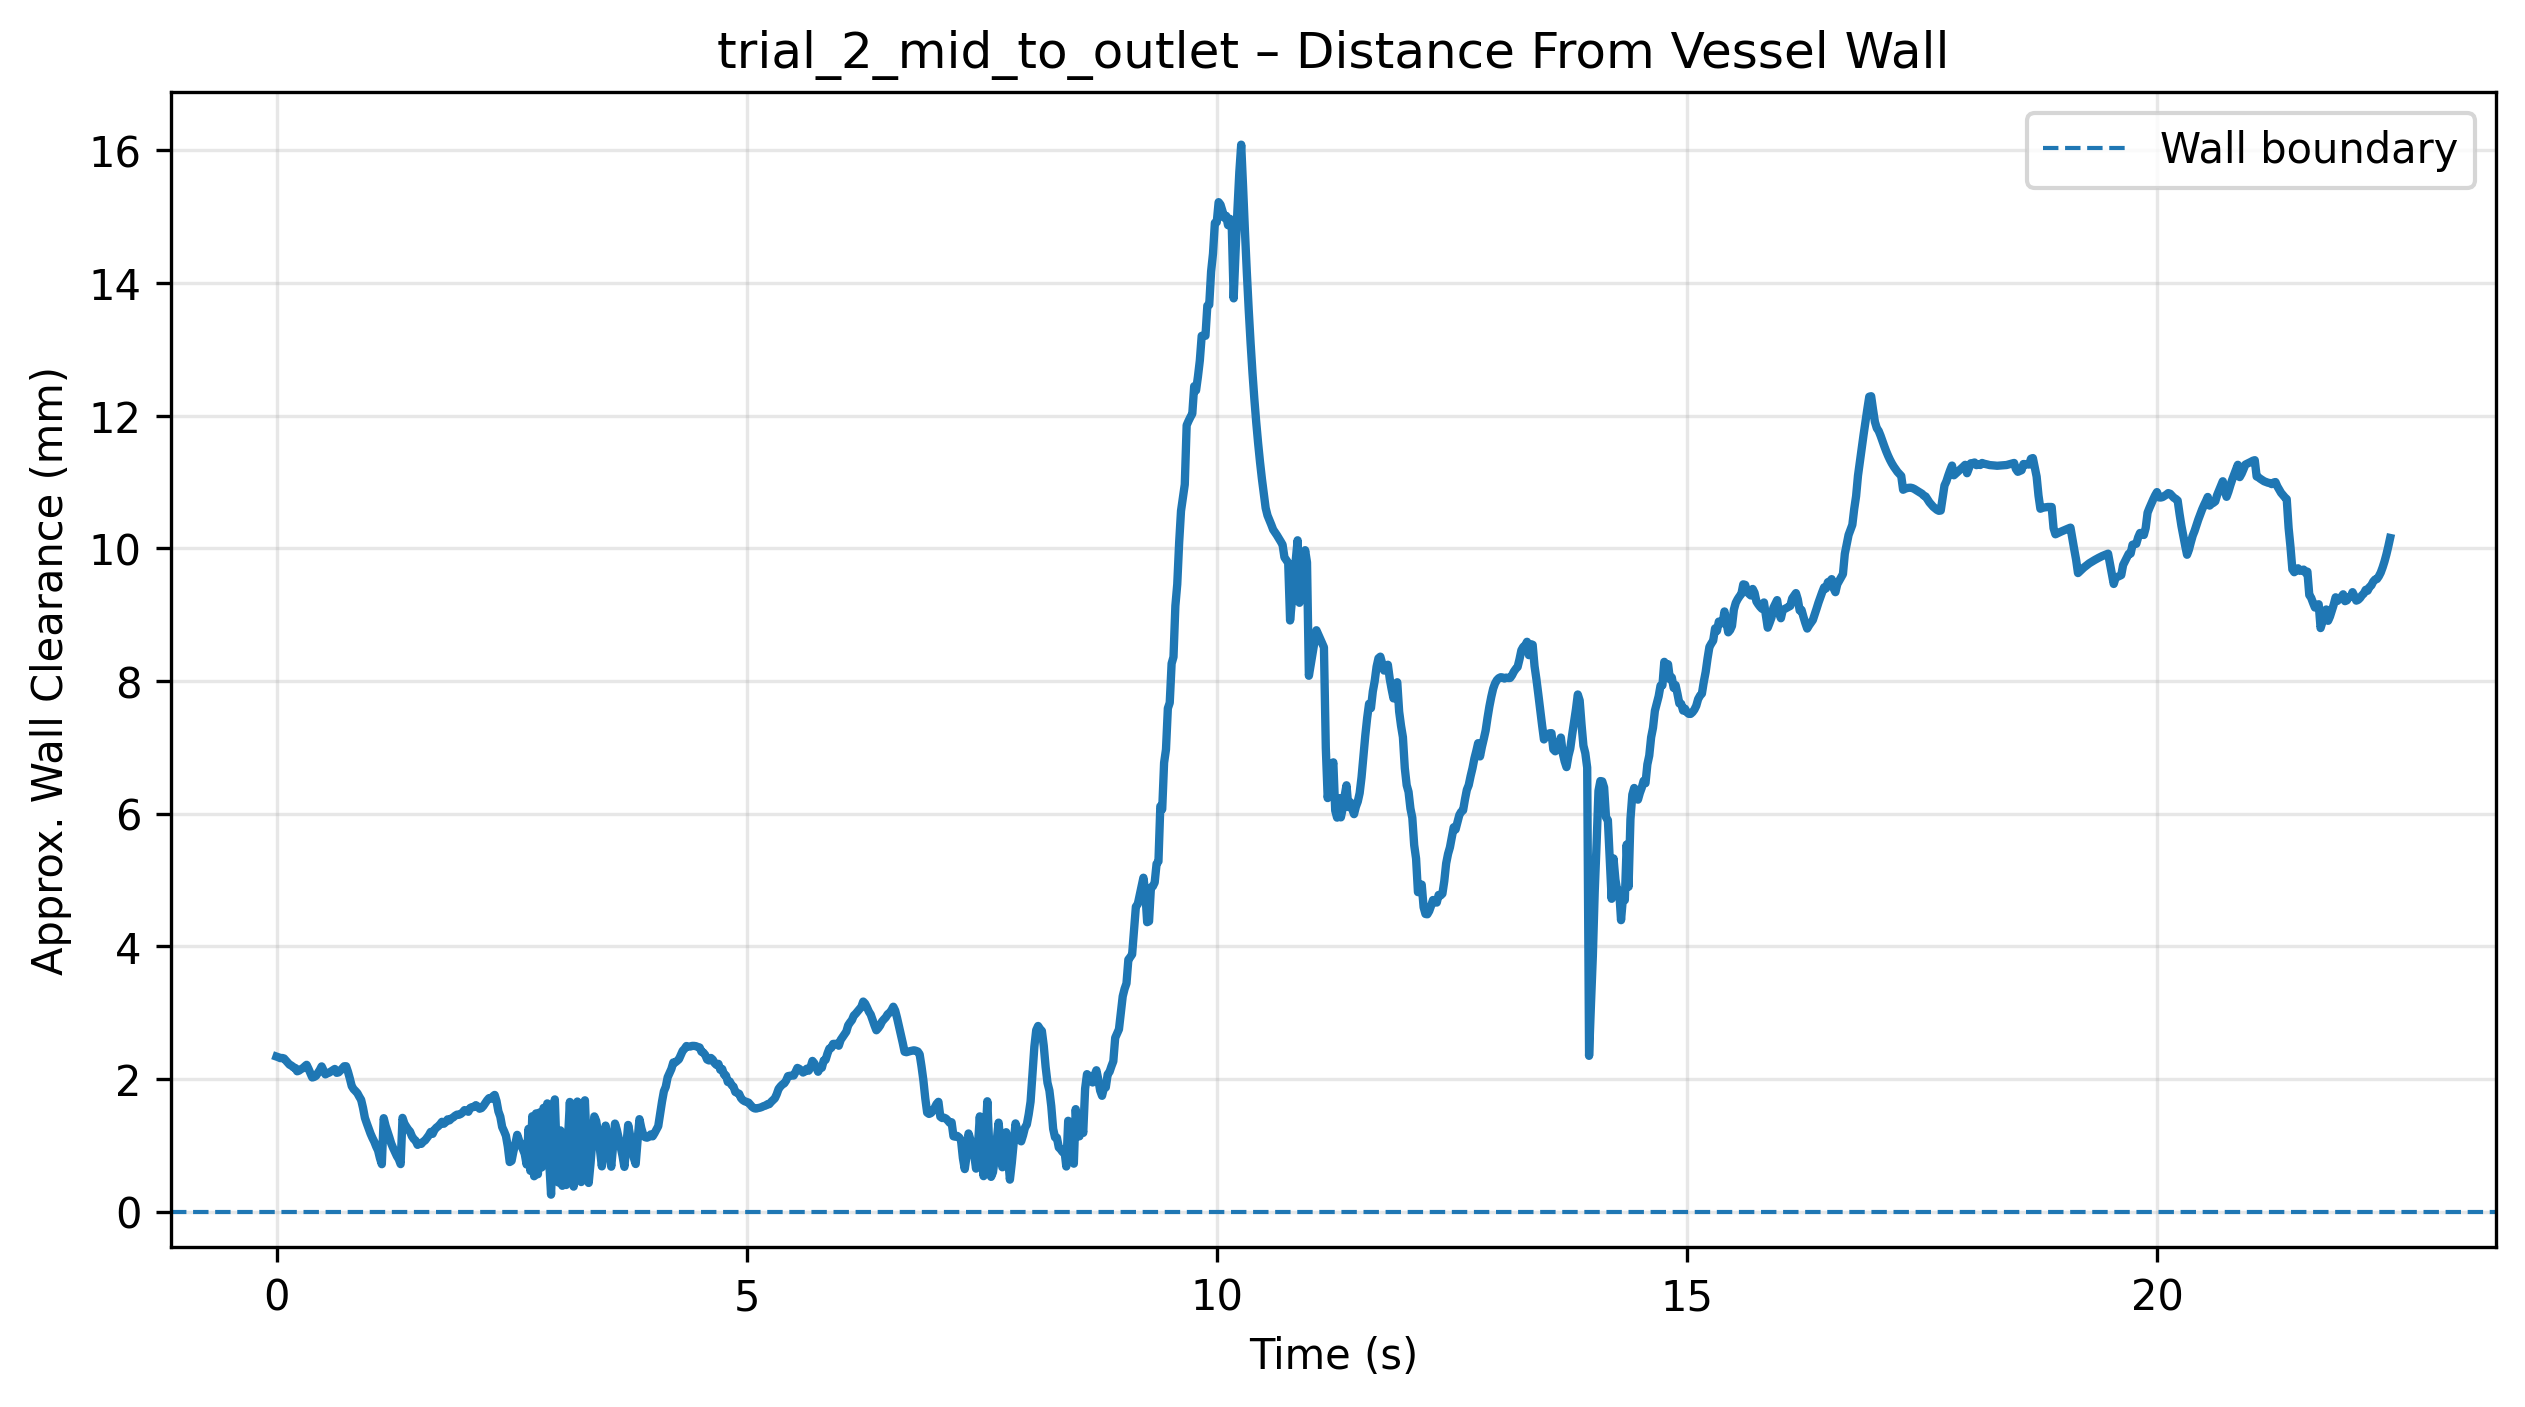 trial_2_mid_to_outlet – Distance From Vessel Wall
Wall boundary
Approx. Wall Clearance (mm)
16
14
12
10
8
6
4
2
0
0 5 10 15 20
Time (s)